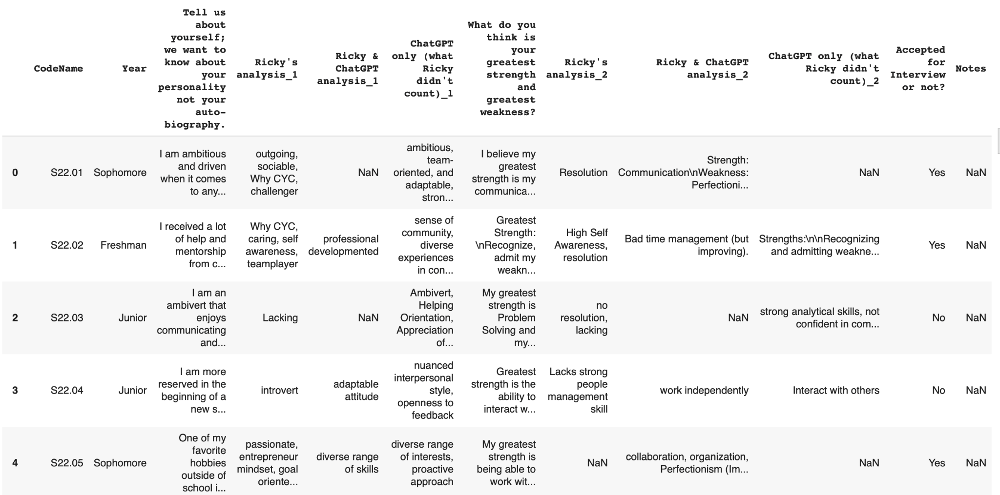 CodeName
Year
Tell us
about
yourself;
we want to
know about
your
personality
not your
auto-
biography.
Ricky's
analysis_1
Ricky &
ChatGPT
analysis_1
ChatGPT
only (what
Ricky
didn't
count)_1
What do you
think is
your
greatest
strength
and
greatest
weakness?
Ricky's
analysis_2
Ricky & ChatGPT
analysis_2
ChatGPT only (what
Ricky didn't
count)_2
Accepted
for
Interview
or not?
Notes
0
S22.01
Sophomore
I am ambitious
and driven
when it comes
to any...
outgoing,
sociable,
Why CYC,
challenger
NaN
ambitious,
team-
oriented, and
adaptable,
stron...
I believe my
greatest
strength is my
communica...
Resolution
Strength:
Communication\nWeakness:
Perfectioni...
NaN
Yes
NaN
1
S22.02
Freshman
I received a lot
of help and
mentorship
from c...
Why CYC,
caring, self
awareness,
teamplayer
professional
developmented
sense of
community,
diverse
experiences
in con...
Greatest
Strength:
\nRecognize,
admit my
weakn...
High Self
Awareness,
resolution
Bad time management (but
improving).
Strengths:\n\nRecognizing
and admitting weakne...
Yes
NaN
2
S22.03
Junior
I am an
ambivert that
enjoys
communicating
and...
Lacking
NaN
Ambivert,
Helping
Orientation,
Appreciation
of...
My greatest
strength is
Problem
Solving and
my...
no
resolution,
lacking
NaN
strong analytical skills, not
confident in com...
No
NaN
3
S22.04
Junior
I am more
reserved in the
beginning of a
new s...
introvert
adaptable
attitude
nuanced
interpersonal
style,
openness to
feedback
Greatest
strength is the
ability to
interact w...
Lacks strong
people
management
skill
work independently
Interact with others
No
NaN
4
S22.05
Sophomore
One of my
favorite
hobbies
outside of
school i...
passionate,
entrepreneur
mindset, goal
oriente...
diverse range
of skills
diverse range
of interests,
proactive
approach
My greatest
strength is
being able to
work wit...
NaN
collaboration, organization,
Perfectionism (Im...
NaN
Yes
NaN